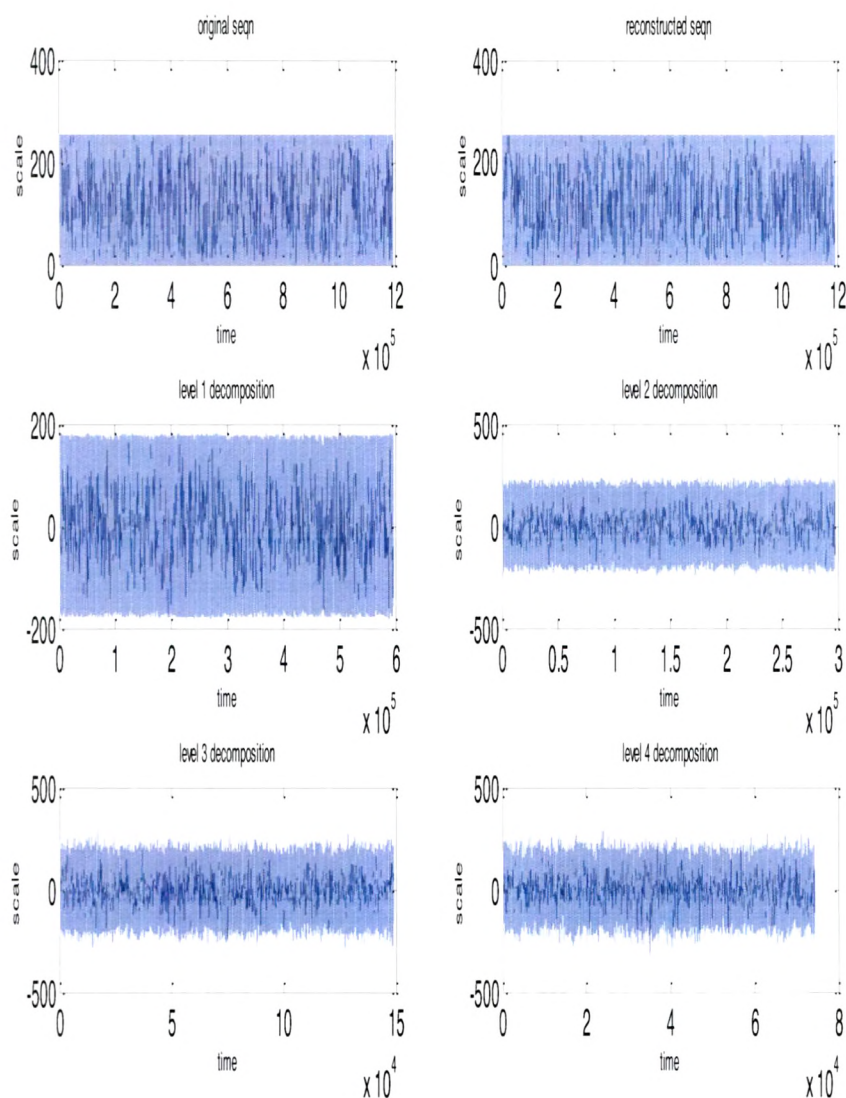 original seqn
400
200
0
scale
0 2 4 6 8 10 12
time
x 10^5
reconstructed seqn
400
200
0
scale
0 2 4 6 8 10 12
time
x 10^5
level 1 decomposition
200
0
-200
scale
0 1 2 3 4 5 6
time
x 10^5
level 2 decomposition
500
0
-500
scale
0 0.5 1 1.5 2 2.5 3
time
x 10^5
level 3 decomposition
500
0
-500
scale
0 5 10 15
time
x 10^4
level 4 decomposition
500
0
-500
scale
0 2 4 6 8
time
x 10^4